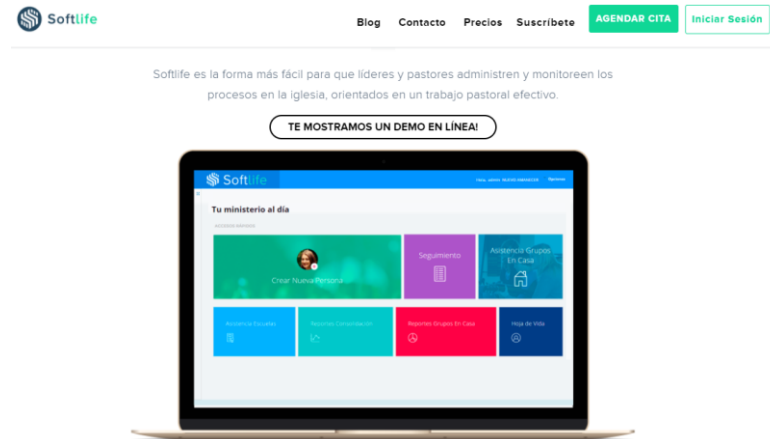 Softlife
Blog Contacto Precios Suscríbete AGENDAR CITA Iniciar Sesión
Softlife es la forma más fácil para que líderes y pastores administren y monitoreen los
procesos en la iglesia, orientados en un trabajo pastoral efectivo.
TE MOSTRAMOS UN DEMO EN LÍNEA!
Softlife
Tu ministerio al día
Crear Nueva Persona
Seguimiento
Asistencia Grupos
En Casa
Asistencia Escuelas
Reportes Consolidación
Reportes Grupos En Casa
Hoja de Vida